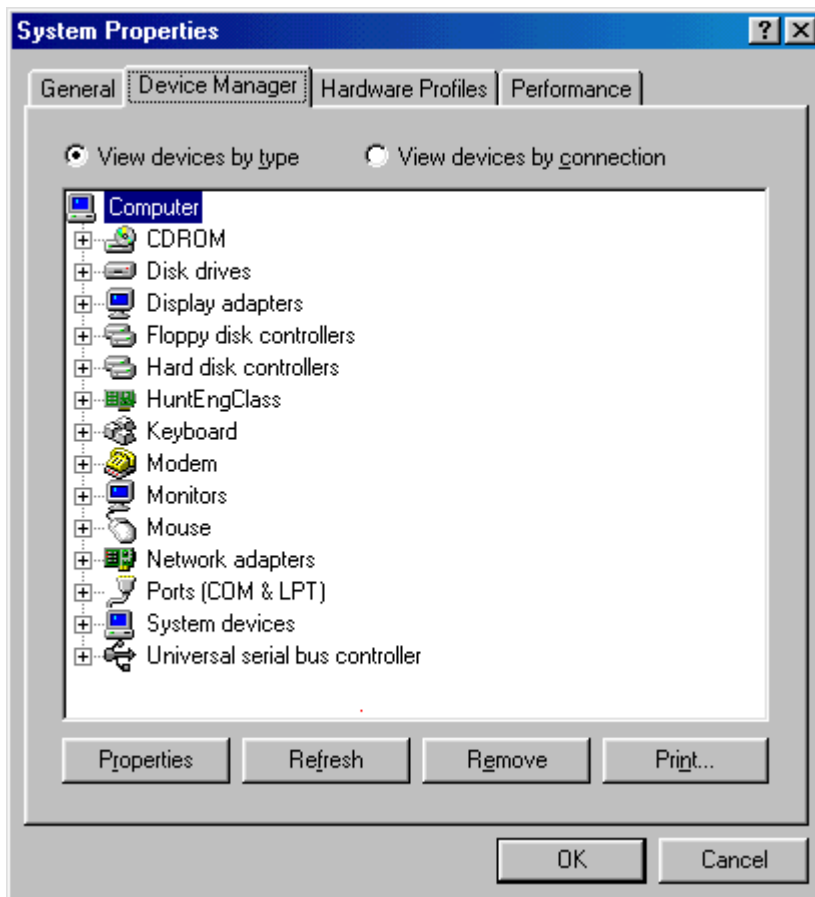 System Properties
General Device Manager Hardware Profiles Performance
View devices by type View devices by connection
Computer
CDROM
Disk drives
Display adapters
Floppy disk controllers
Hard disk controllers
HuntEngClass
Keyboard
Modem
Monitors
Mouse
Network adapters
Ports (COM & LPT)
System devices
Universal serial bus controller
Properties Refresh Remove Print...
OK Cancel